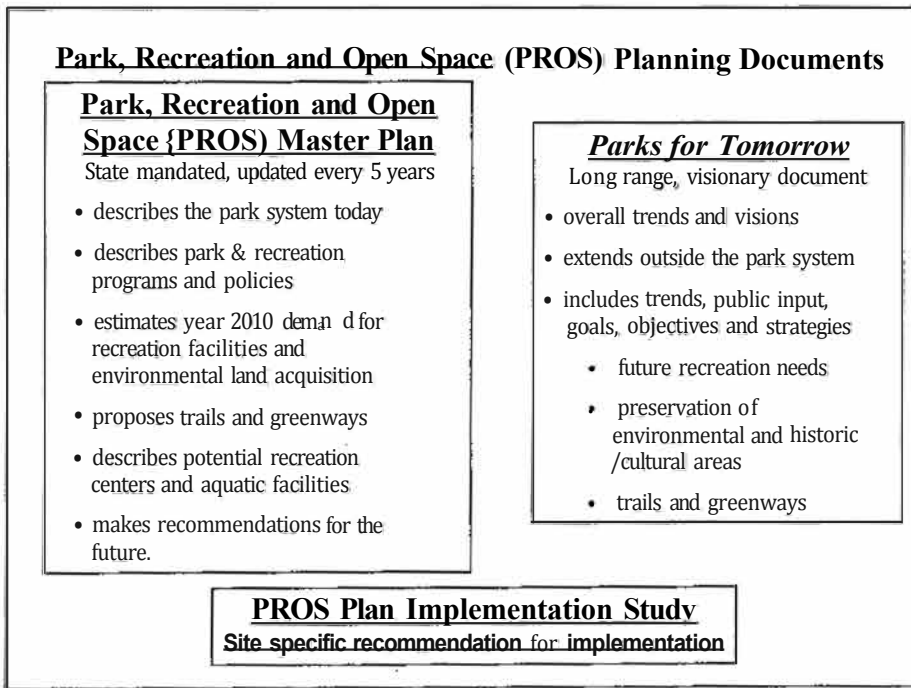 Park, Recreation and Open Space (PROS) Planning Documents
Park, Recreation and Open
Space {PROS) Master Plan
State mandated, updated every 5 years
• describes the park system today
• describes park & recreation
programs and policies
• estimates year 2010 deman d for
recreation facilities and
environmental land acquisition
• proposes trails and greenways
• describes potential recreation
centers and aquatic facilities
• makes recommendations for the
future.
Parks for Tomorrow
Long range, visionary document
• overall trends and visions
• extends outside the park system
• includes trends, public input,
goals, objectives and strategies
• future recreation needs
• preservation of
environmental and historic
/cultural areas
• trails and greenways
PROS Plan Implementation Study
Site specific recommendation for implementation